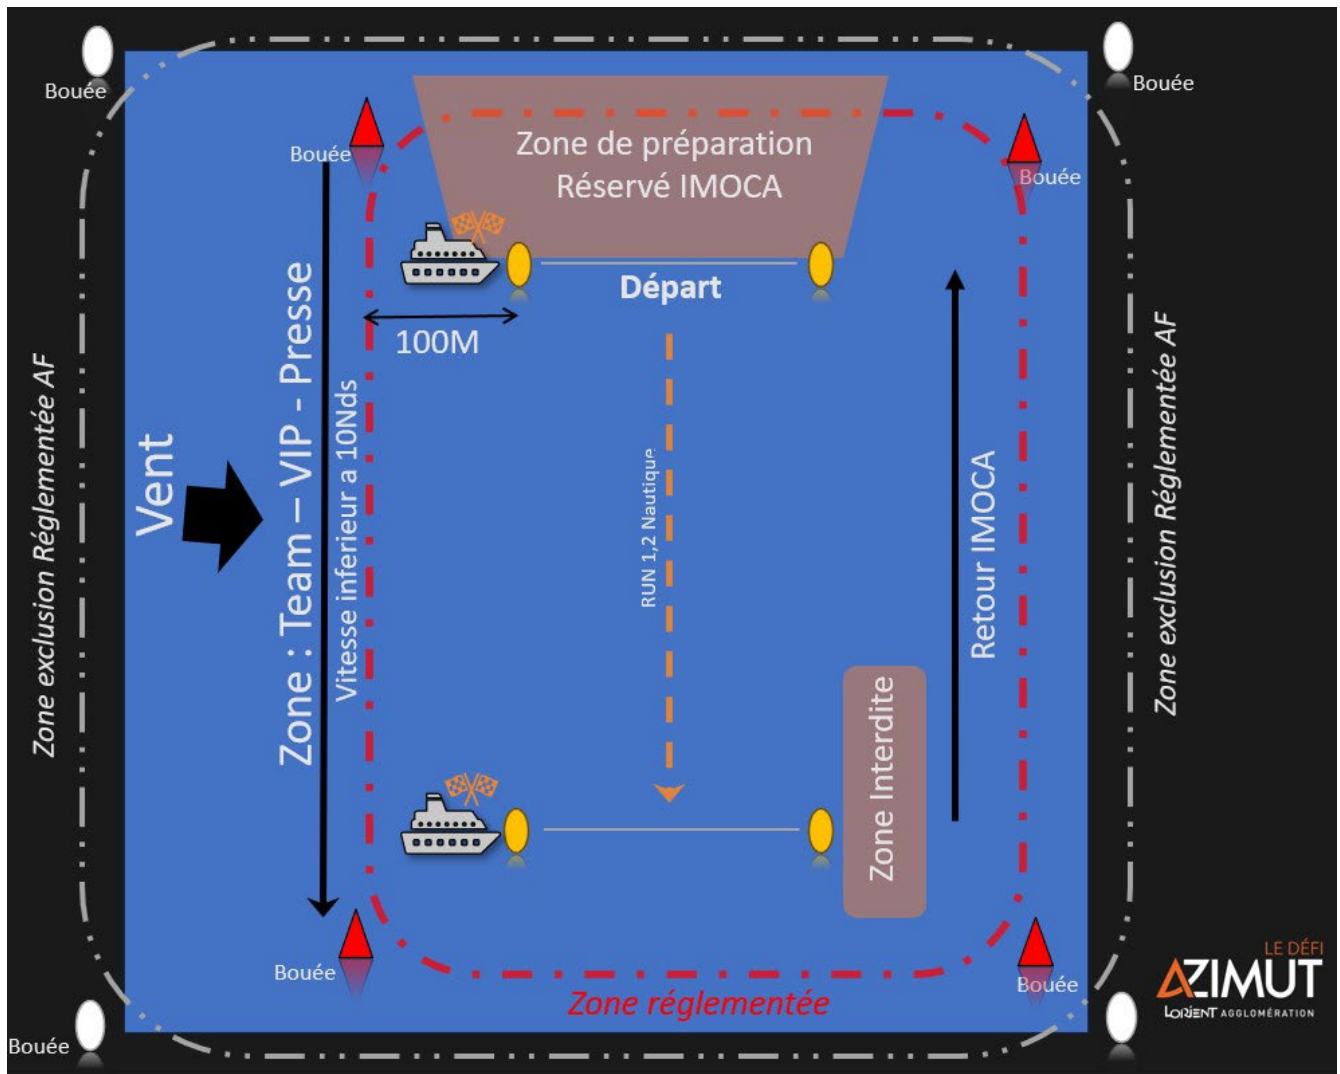 Bouée
Bouée
Bouée
Bouée
Zone de préparation
Réservé IMOCA
Départ
100M
Zone exclusion Réglementée AF
Vent
Zone : Team – VIP - Presse
Vitesse inferieur a 10Nds
RUN 1,2 Nautique
Retour IMOCA
Zone exclusion Réglementée AF
Zone Interdite
Bouée
Bouée
Zone réglementée
Bouée
LE DÉFI
AZIMUT
LORIENT AGGLOMÉRATION